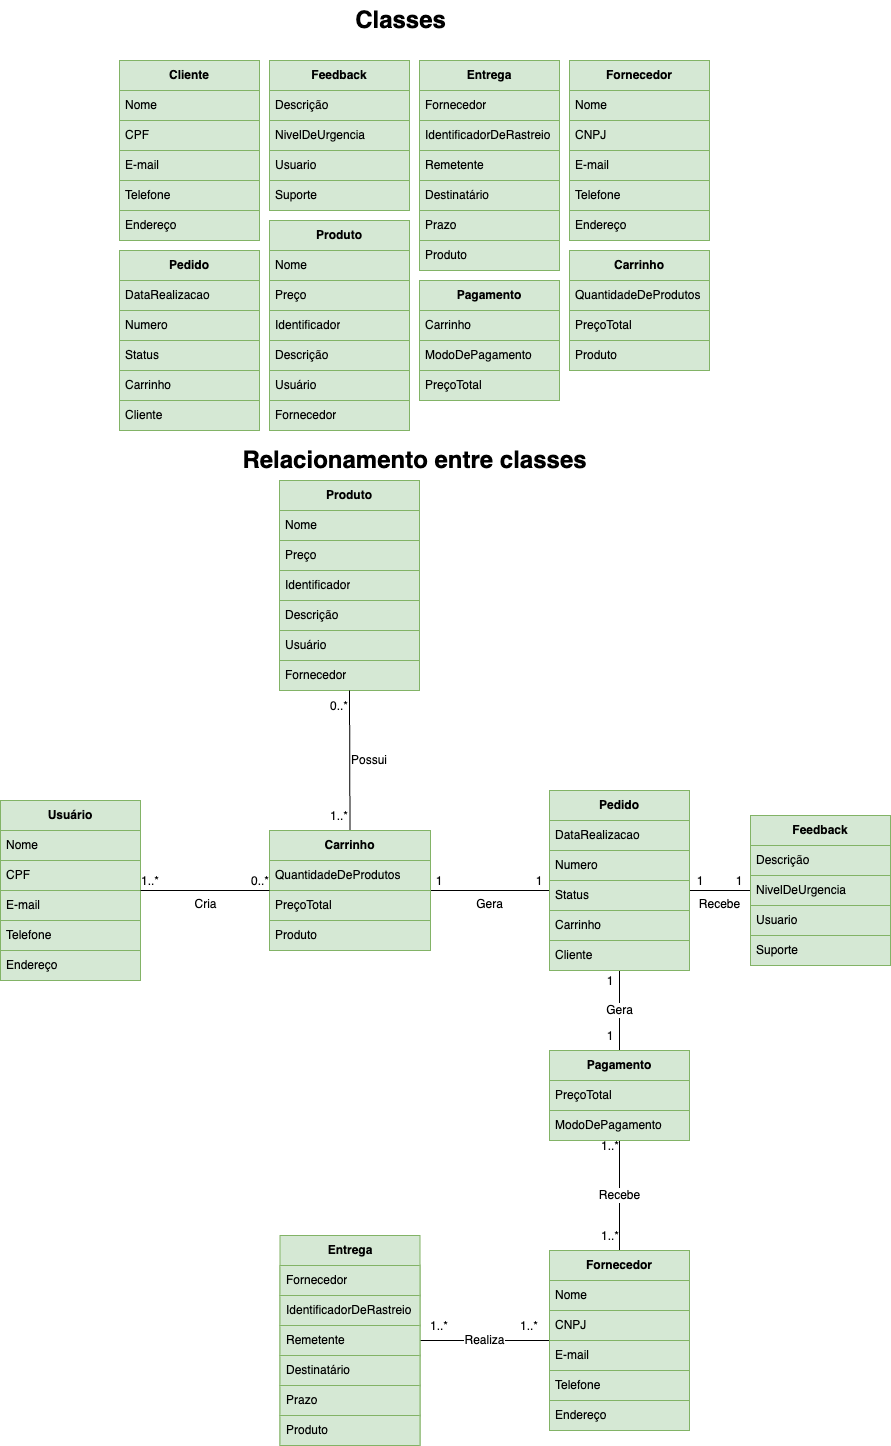 Classes
Cliente
Nome
CPF
E-mail
Telefone
Endereço
Feedback
Descrição
NivelDeUrgencia
Usuario
Suporte
Entrega
Fornecedor
IdentificadorDeRastreio
Remetente
Destinatário
Prazo
Produto
Fornecedor
Nome
CNPJ
E-mail
Telefone
Endereço
Pedido
DataRealizacao
Numero
Status
Carrinho
Cliente
Produto
Nome
Preço
Identificador
Descrição
Usuário
Fornecedor
Pagamento
Carrinho
ModoDePagamento
PreçoTotal
Carrinho
QuantidadeDeProdutos
PreçoTotal
Produto
Relacionamento entre classes
Produto
Nome
Preço
Identificador
Descrição
Usuário
Fornecedor
0..*
Possui
1..*
Usuário
Nome
CPF
E-mail
Telefone
Endereço
1..*
Cria
0..*
Carrinho
QuantidadeDeProdutos
PreçoTotal
Produto
1
Gera
1
Pedido
DataRealizacao
Numero
Status
Carrinho
Cliente
1
Recebe
1
Feedback
Descrição
NivelDeUrgencia
Usuario
Suporte
1
Gera
1
Pagamento
PreçoTotal
ModoDePagamento
1..*
Recebe
1..*
Entrega
Fornecedor
IdentificadorDeRastreio
Remetente
Destinatário
Prazo
Produto
1..*
Realiza
1..*
Fornecedor
Nome
CNPJ
E-mail
Telefone
Endereço